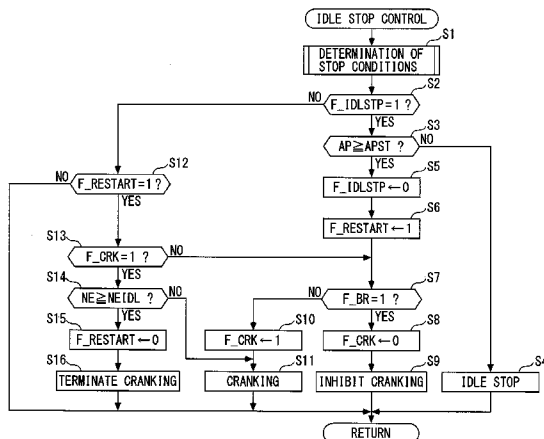 IDLE STOP CONTROL
S1
DETERMINATION OF
STOP CONDITIONS
S2
NO
F_IDLSTP=1 ?
YES
S3
AP≧APST ?
NO
YES
S5
F_IDLSTP←0
S6
F_RESTART←1
S12
NO
F_RESTART=1 ?
YES
S13
F_CRK=1 ?
NO
YES
S14
NE≧NEIDL ?
NO
YES
S7
NO
F_BR=1 ?
YES
S15
F_RESTART←0
S10
F_CRK←1
S8
F_CRK←0
S16
TERMINATE CRANKING
S11
CRANKING
S9
INHIBIT CRANKING
S4
IDLE STOP
RETURN